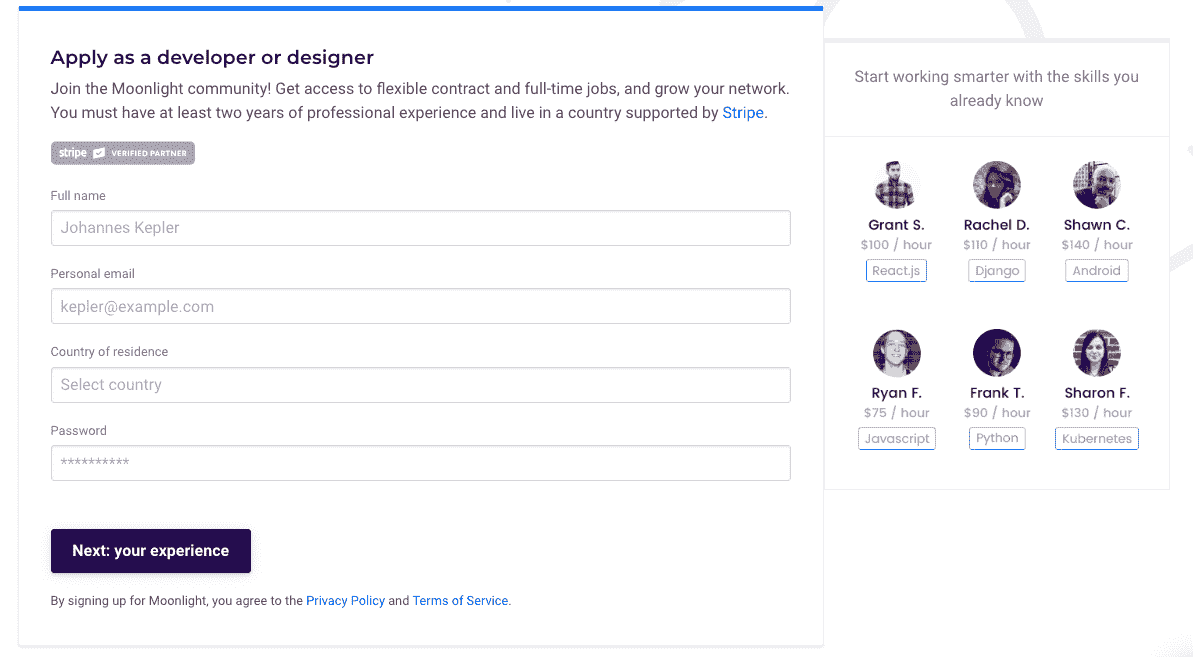 Apply as a developer or designer
Join the Moonlight community! Get access to flexible contract and full-time jobs, and grow your network.
You must have at least two years of professional experience and live in a country supported by Stripe.
stripe VERIFIED PARTNER
Full name
Johannes Kepler
Personal email
kepler@example.com
Country of residence
Select country
Password
**********
Next: your experience
By signing up for Moonlight, you agree to the Privacy Policy and Terms of Service.
Start working smarter with the skills you
already know
Grant S. Rachel D. Shawn C.
$100 / hour $110 / hour $140 / hour
React.js Django Android
Ryan F. Frank T. Sharon F.
$75 / hour $90 / hour $130 / hour
Javascript Python Kubernetes